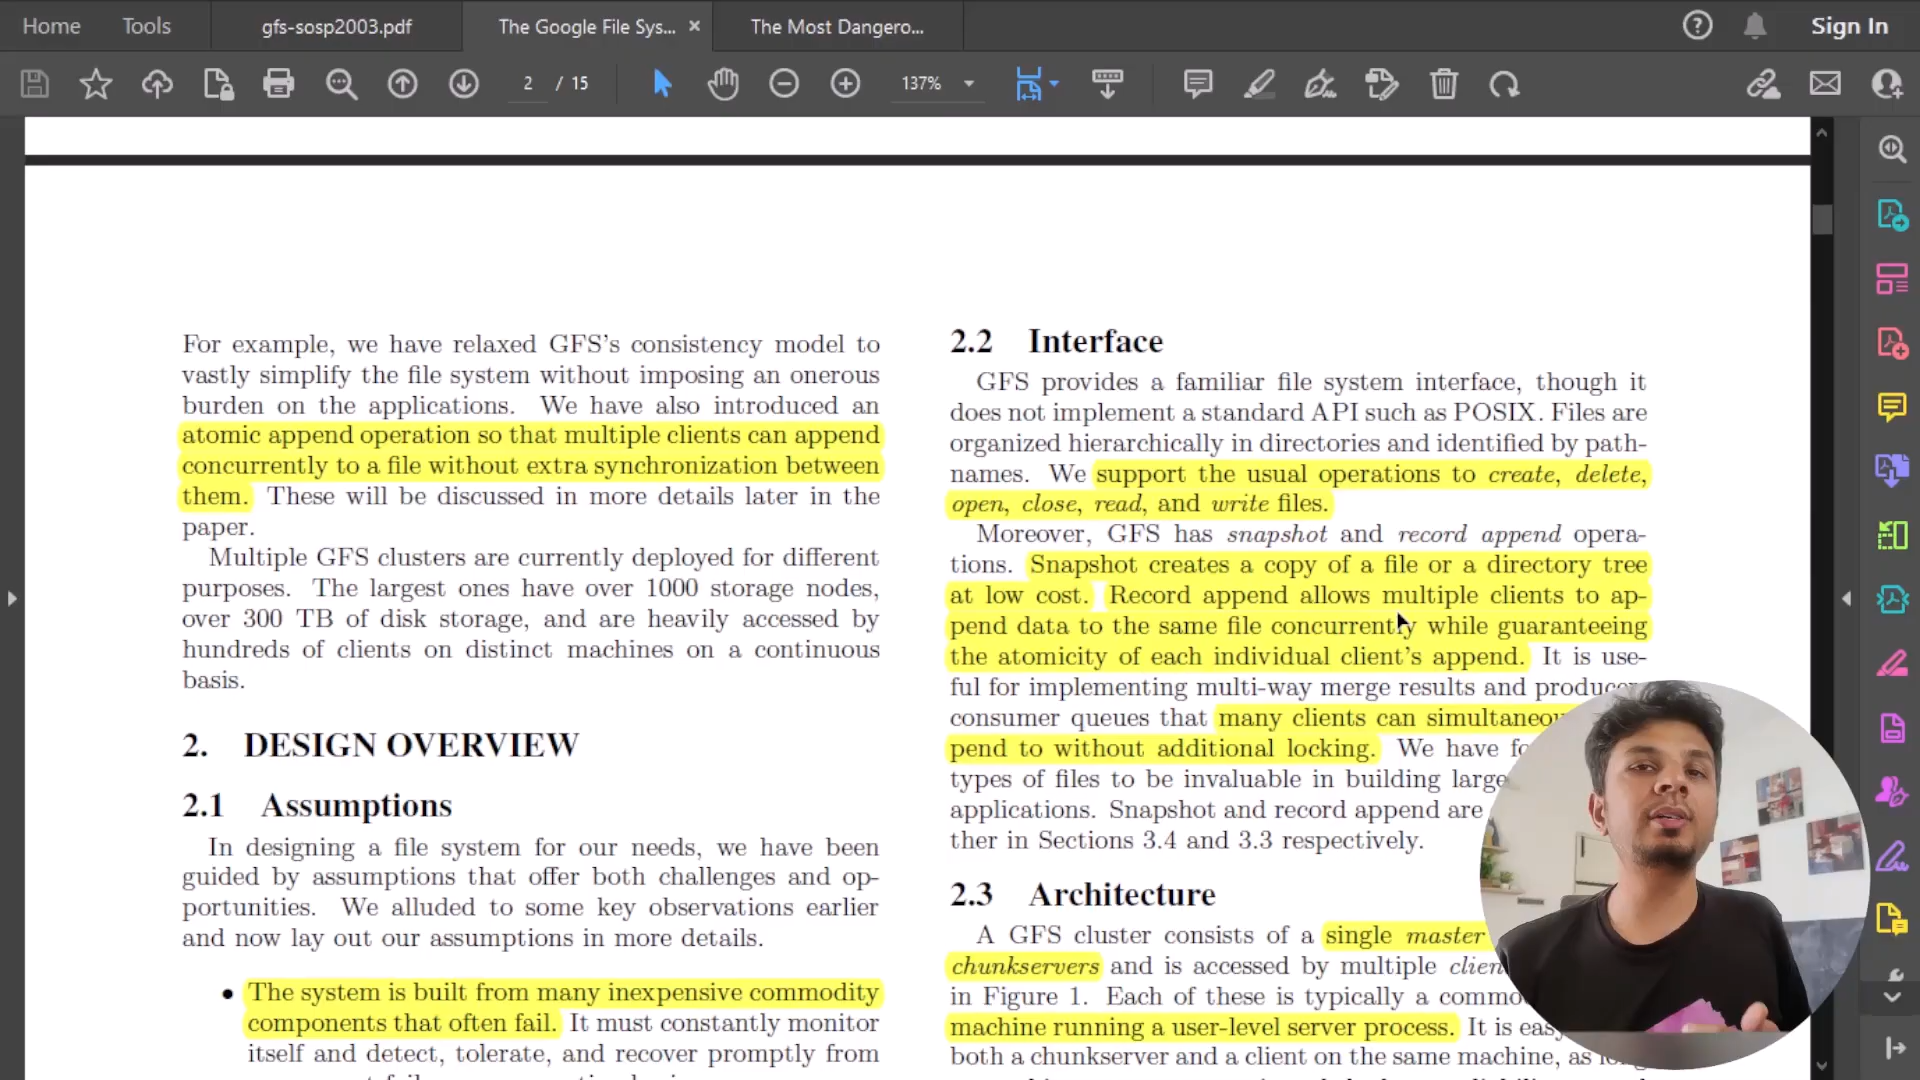 Home
Tools
gfs-sosp2003.pdf
The Google File Sys...
The Most Dangero...
Sign In
2 / 15
137%
For example, we have relaxed GFS's consistency model to
vastly simplify the file system without imposing an onerous
burden on the applications. We have also introduced an
atomic append operation so that multiple clients can append
concurrently to a file without extra synchronization between
them. These will be discussed in more details later in the
paper.
Multiple GFS clusters are currently deployed for different
purposes. The largest ones have over 1000 storage nodes,
over 300 TB of disk storage, and are heavily accessed by
hundreds of clients on distinct machines on a continuous
basis.
2. DESIGN OVERVIEW
2.1 Assumptions
In designing a file system for our needs, we have been
guided by assumptions that offer both challenges and op-
portunities. We alluded to some key observations earlier
and now lay out our assumptions in more details.
• The system is built from many inexpensive commodity
components that often fail. It must constantly monitor
itself and detect, tolerate, and recover promptly from
2.2 Interface
GFS provides a familiar file system interface, though it
does not implement a standard API such as POSIX. Files are
organized hierarchically in directories and identified by path-
names. We support the usual operations to create, delete,
open, close, read, and write files.
Moreover, GFS has snapshot and record append opera-
tions. Snapshot creates a copy of a file or a directory tree
at low cost. Record append allows multiple clients to ap-
pend data to the same file concurrently while guaranteeing
the atomicity of each individual client's append. It is use-
ful for implementing multi-way merge results and producer-
consumer queues that many clients can
pend to without additional locking. We have
types of files to be invaluable in building large
applications. Snapshot and record append are
ther in Sections 3.4 and 3.3 respectively.
2.3 Architecture
A GFS cluster consists of a single master
chunkservers and is accessed by multiple
in Figure 1. Each of these is typically a
machine running a user-level server process. It is
both a chunkserver and a client on the same machine, as